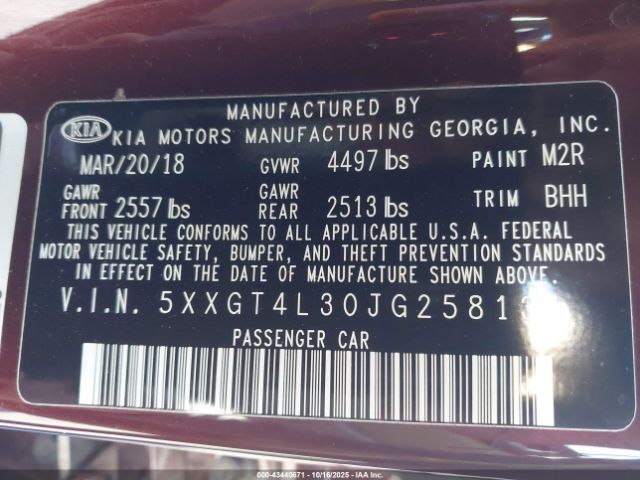 MANUFACTURED BY
KIA KIA MOTORS MANUFACTURING GEORGIA, INC.
MAR/20/18 GVWR 4497 lbs PAINT M2R
GAWR FRONT 2557 lbs GAWR REAR 2513 lbs TRIM BHH
THIS VEHICLE CONFORMS TO ALL APPLICABLE U.S.A. FEDERAL
MOTOR VEHICLE SAFETY, BUMPER, AND THEFT PREVENTION STANDARDS
IN EFFECT ON THE DATE OF MANUFACTURE SHOWN ABOVE.
V.I.N.
PASSENGER CAR
000-43440671 - 10/16/2025 - 000043842